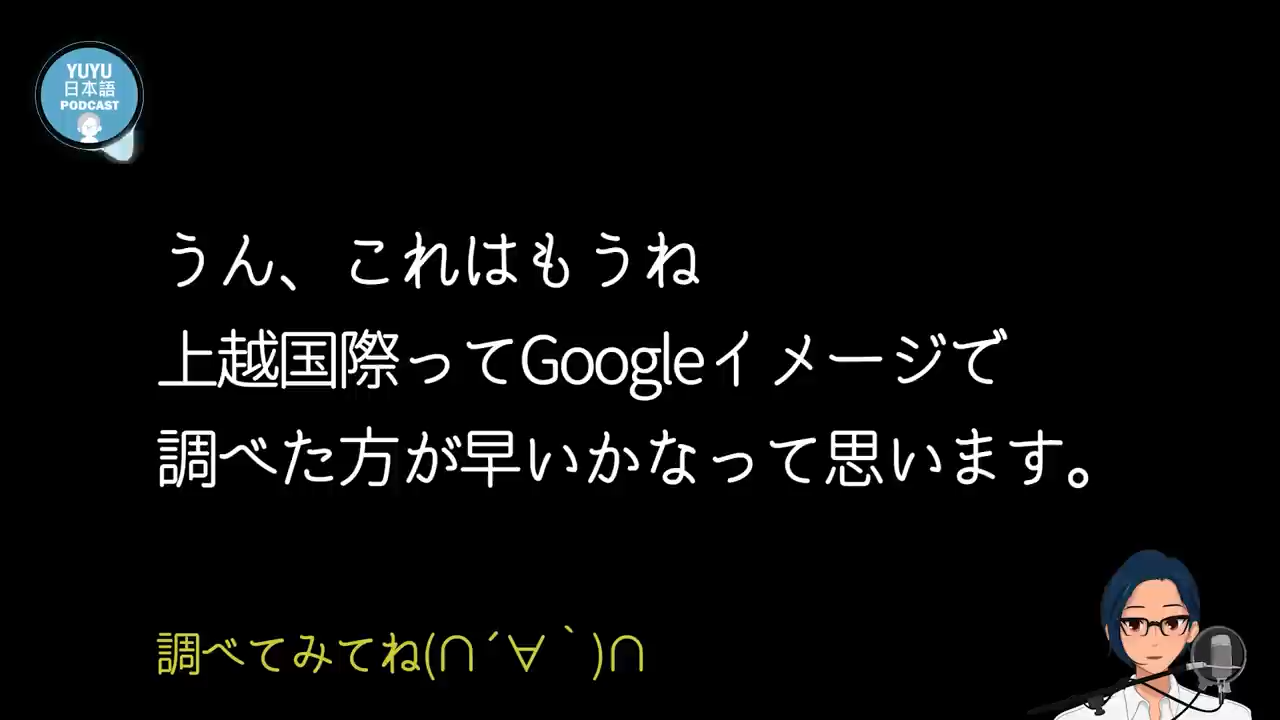 YUYU
日本語
PODCAST
うん、これはもうね
上越国際ってGoogleイメージで
調べた方が早いかなって思います。
調べてみてね(∩´∀｀)∩